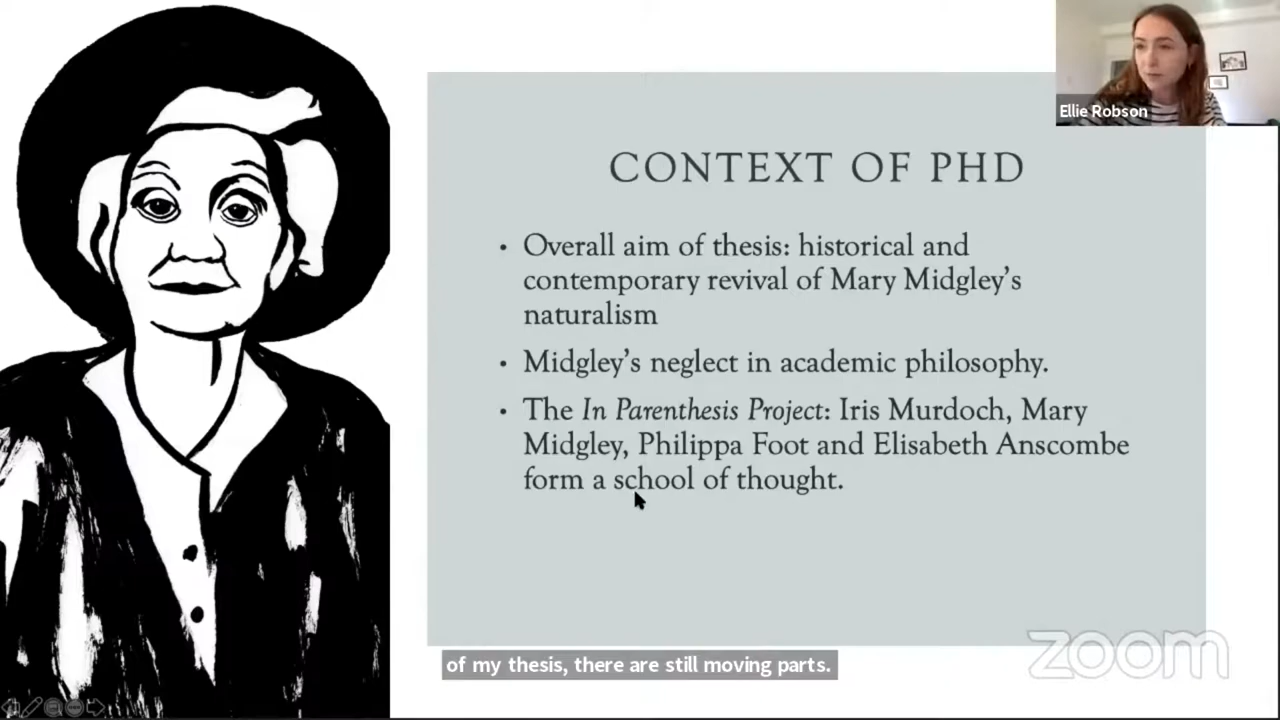 Ellie Robson
CONTEXT OF PHD
• Overall aim of thesis: historical and
contemporary revival of Mary Midgley's
naturalism
• Midgley's neglect in academic philosophy.
• The In Parenthesis Project: Iris Murdoch, Mary
Midgley, Philippa Foot and Elisabeth Anscombe
form a school of thought.
of my thesis, there are still moving parts.
zoom